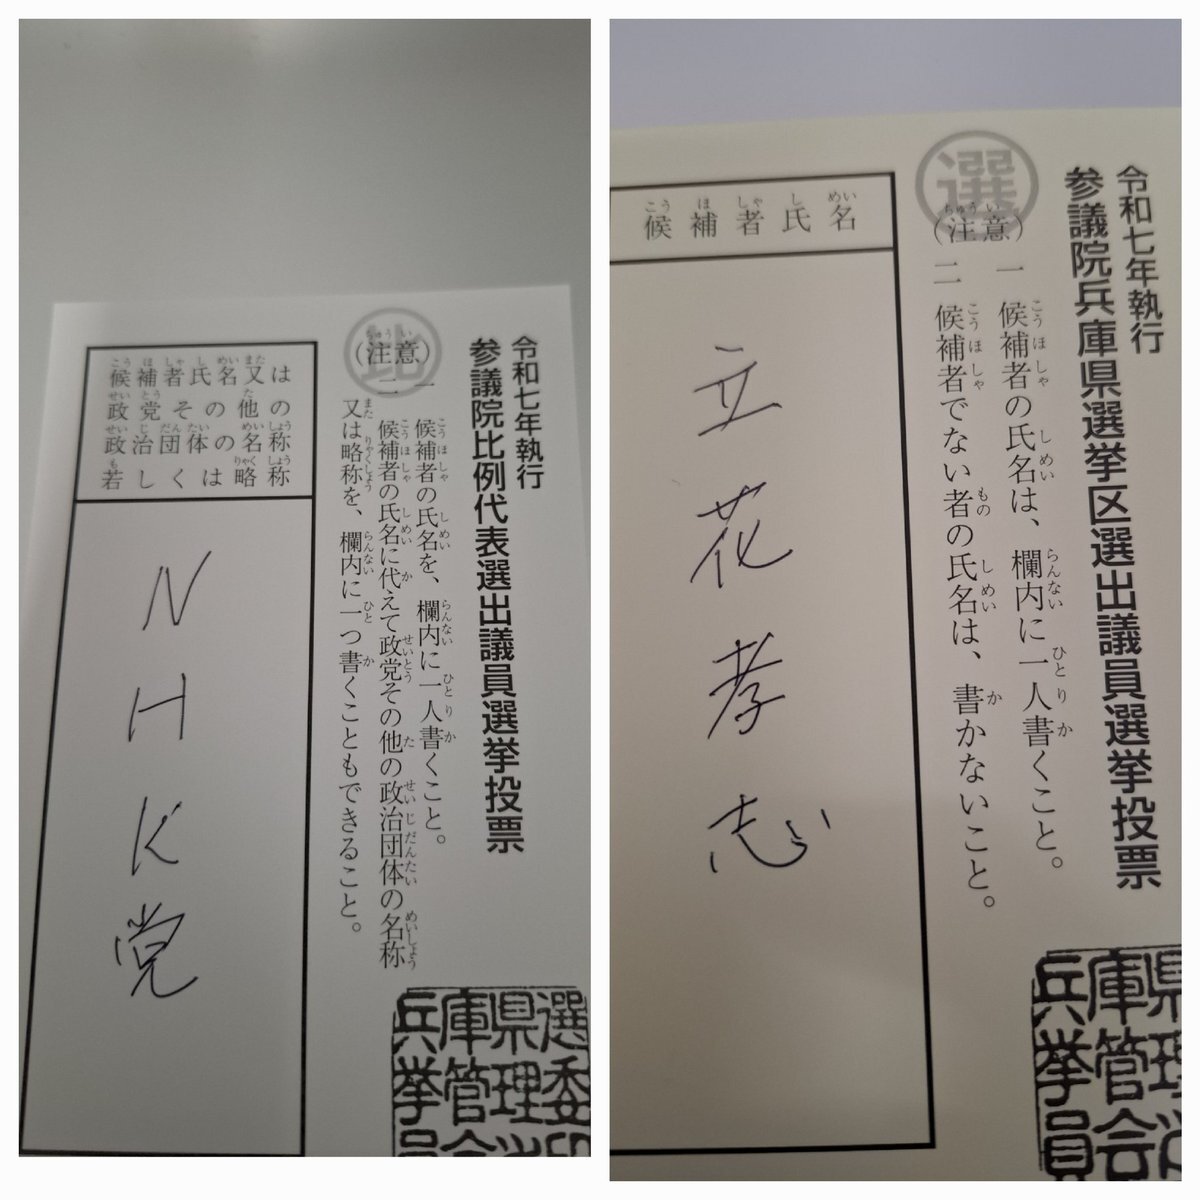 令和七年執行
参議院比例代表選出議員選挙投票
比
(注意)
一 候補者の氏名を、欄内に一人書くこと。
二 候補者の氏名に代えて政党その他の政治団体の名称
又は略称を、欄内に一つ書くこともできること。
候補者氏名又は
政党その他の
政治団体の名称
若しくは略称
NHK党
兵庫県選
挙管理委
員会
令和七年執行
参議院兵庫県選挙区選出議員選挙投票
選
(注意)
一 候補者の氏名は、欄内に一人書くこと。
二 候補者でない者の氏名は、書かないこと。
候補者氏名
立花孝志
兵庫県
挙管理
員会